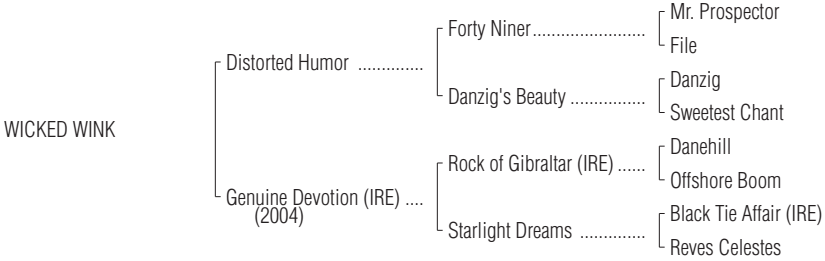 Mr. Prospector
Forty Niner........................
File
Distorted Humor ..............
Danzig
Danzig's Beauty ................
Sweetest Chant
WICKED WINK
Danehill
Rock of Gibraltar (IRE) ......
Offshore Boom
Genuine Devotion (IRE) ....
(2004)
Black Tie Affair (IRE)
Starlight Dreams ..............
Reves Celestes